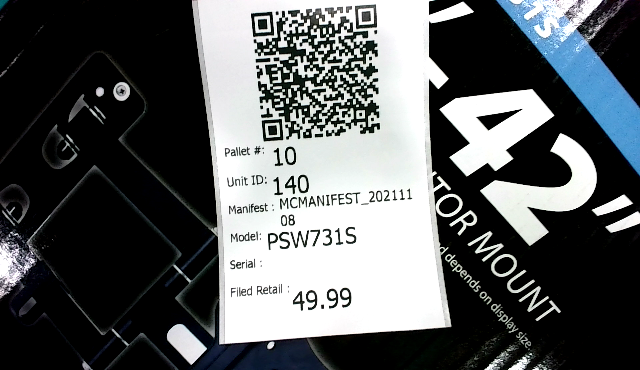 Pallet #: 10
Unit ID: 140
Manifest : MCMANIFEST_202111
08
Model: PSW731S
Serial :
Filed Retail : 49.99
42"
MOUNT
depends on display size.